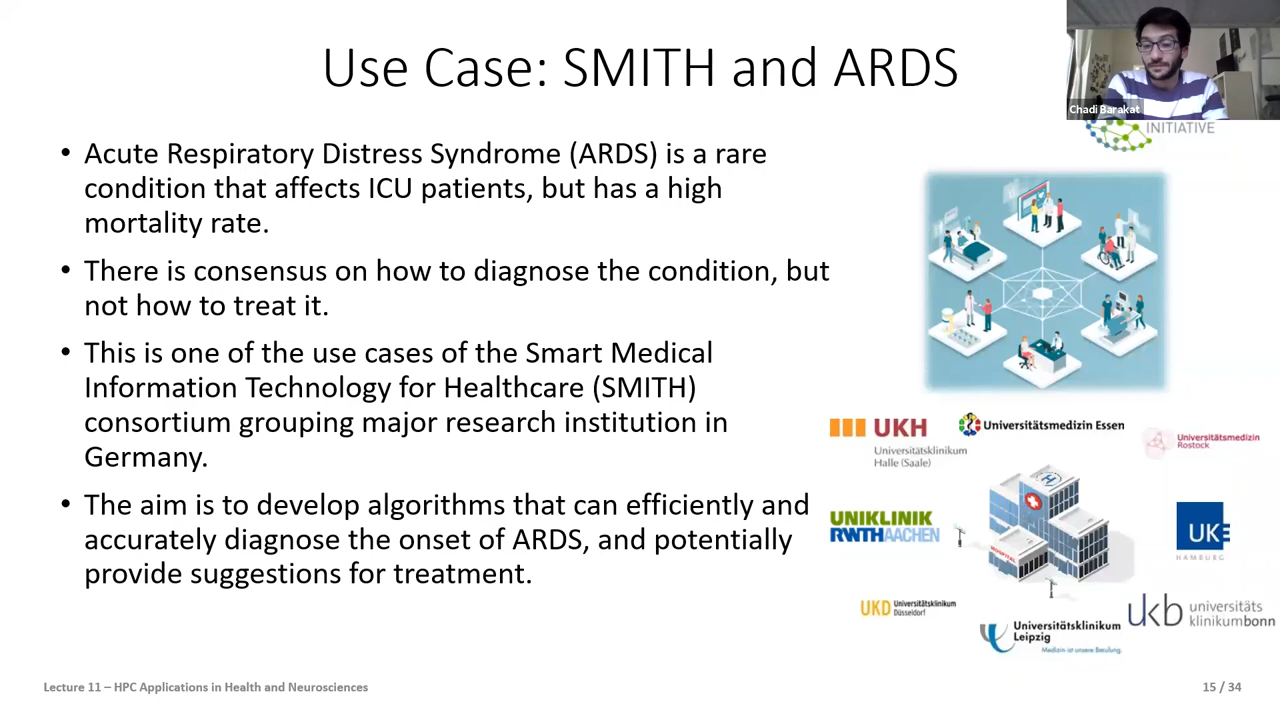 Use Case: SMITH and ARDS
Chadi Barakat
INITIATIVE
• Acute Respiratory Distress Syndrome (ARDS) is a rare
condition that affects ICU patients, but has a high
mortality rate.
• There is consensus on how to diagnose the condition, but
not how to treat it.
• This is one of the use cases of the Smart Medical
Information Technology for Healthcare (SMITH)
consortium grouping major research institution in
Germany.
• The aim is to develop algorithms that can efficiently and
accurately diagnose the onset of ARDS, and potentially
provide suggestions for treatment.
UKH
Universitätsklinikum
Halle (Saale)
Universitätsmedizin Essen
Universitätsmedizin
Rostock
UNIKLINIK
RWTHAACHEN
H
HOSPITAL
UKE
HAMBURG
UKD Universitätsklinikum
Düsseldorf
Universitätsklinikum
Leipzig
Medizin ist unsere Berufung.
ukb universitäts
klinikumbonn
Lecture 11 – HPC Applications in Health and Neurosciences
15 / 34